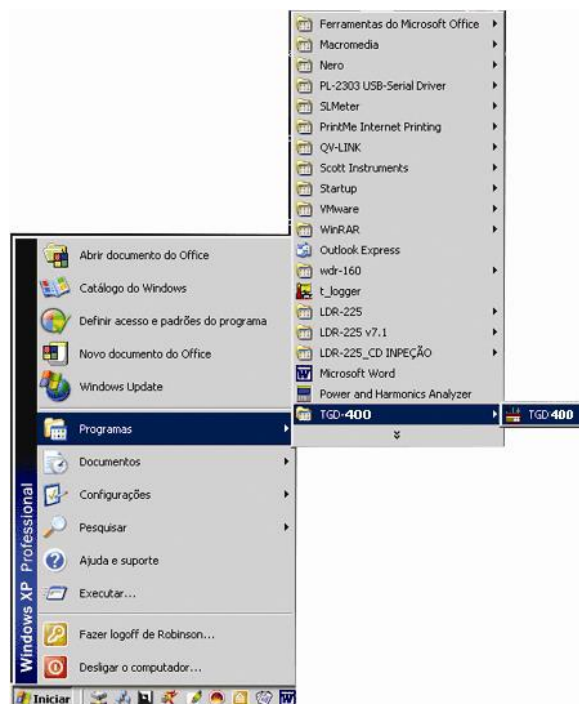 Ferramentas do Microsoft Office
Macromedia
Nero
PL-2303 USB-Serial Driver
SLMeter
PrintMe Internet Printing
QV-LINK
Scott Instruments
Startup
VMware
WinRAR
Outlook Express
wdr-160
t_logger
LDR-225
LDR-225 v7.1
LDR-225_CD INPEÇÃO
Microsoft Word
Power and Harmonics Analyzer
TGD-400
TGD 400
Abrir documento do Office
Catálogo do Windows
Definir acesso e padrões do programa
Novo documento do Office
Windows Update
Programas
Documentos
Configurações
Pesquisar
Ajuda e suporte
Executar...
Fazer logoff de Robinson...
Desligar o computador...
Windows XP Professional
Iniciar